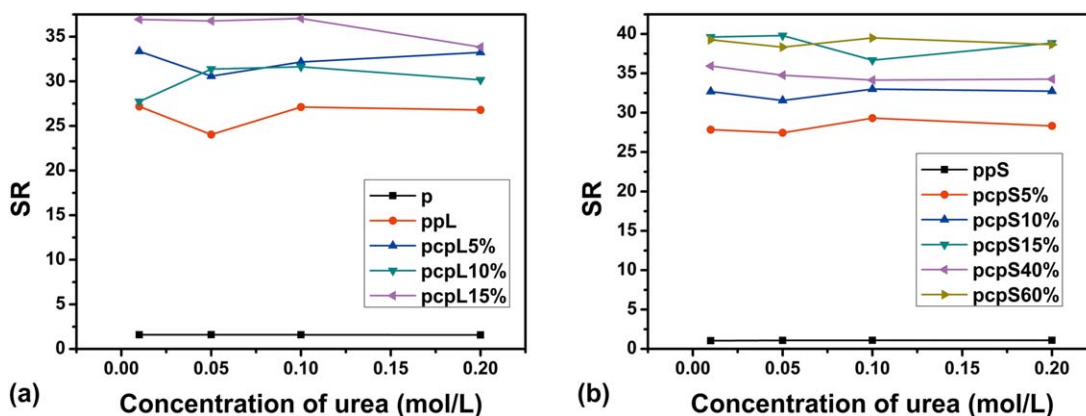 35
30
25
20
15
10
5
0
SR
p
ppL
pcpL5%
pcpL10%
pcpL15%
0.00 0.05 0.10 0.15 0.20
(a)
Concentration of urea (mol/L)
40
35
30
25
20
15
10
5
0
SR
ppS
pcpS5%
pcpS10%
pcpS15%
pcpS40%
pcpS60%
0.00 0.05 0.10 0.15 0.20
(b)
Concentration of urea (mol/L)